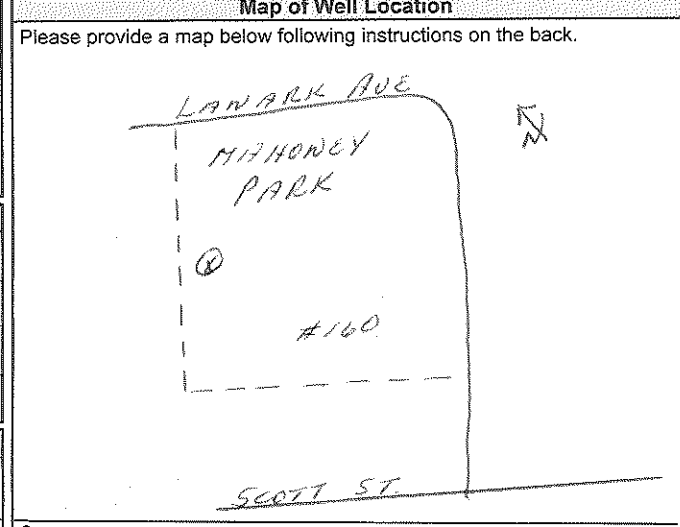 Map of Well Location
Please provide a map below following instructions on the back.
LANARK AVE
N
MAHONEY
PARK
#160
SCOTT ST.